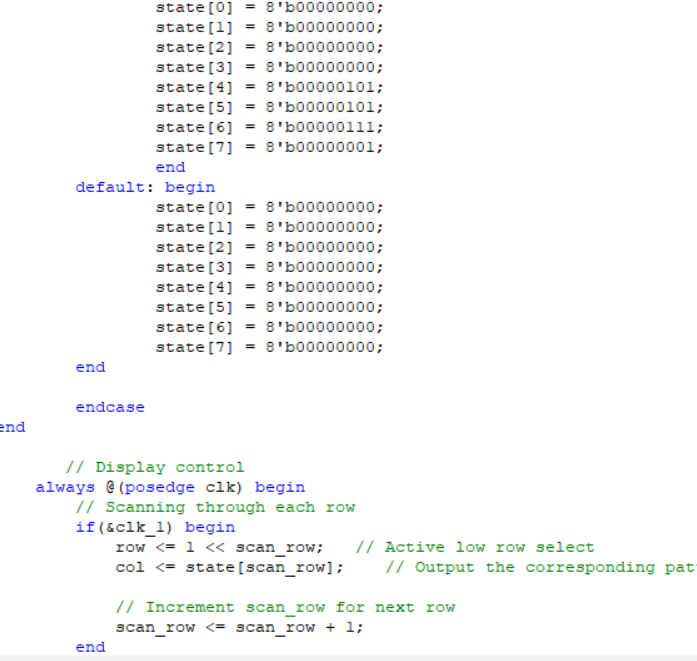 state[0] = 8'b00000000;
state[1] = 8'b00000000;
state[2] = 8'b00000000;
state[3] = 8'b00000000;
state[4] = 8'b00000101;
state[5] = 8'b00000101;
state[6] = 8'b00000111;
state[7] = 8'b00000001;
end
default: begin
state[0] = 8'b00000000;
state[1] = 8'b00000000;
state[2] = 8'b00000000;
state[3] = 8'b00000000;
state[4] = 8'b00000000;
state[5] = 8'b00000000;
state[6] = 8'b00000000;
state[7] = 8'b00000000;
end
endcase
end
// Display control
always @(posedge clk) begin
// Scanning through each row
if(&clk_1) begin
row <= 1 << scan_row; // Active low row select
col <= state[scan_row]; // Output the corresponding pat
// Increment scan_row for next row
scan_row <= scan_row + 1;
end